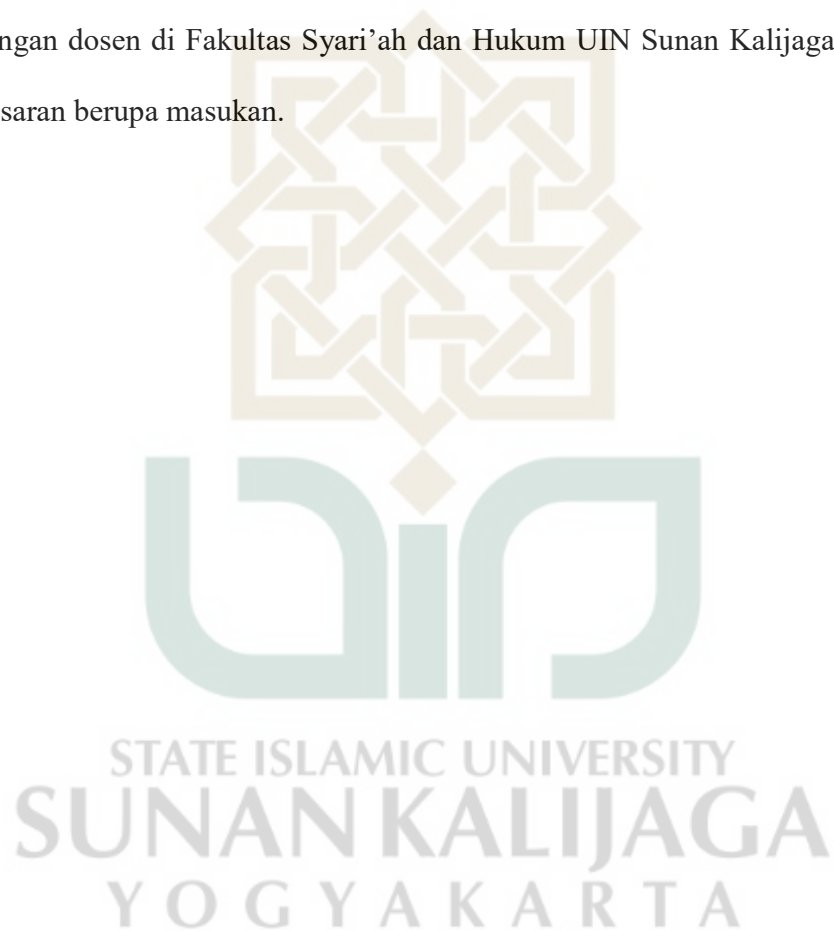 ngan dosen di Fakultas Syari’ah dan Hukum UIN Sunan Kalijaga
saran berupa masukan.
STATE ISLAMIC UNIVERSITY
SUNAN KALIJAGA
YOGYAKARTA